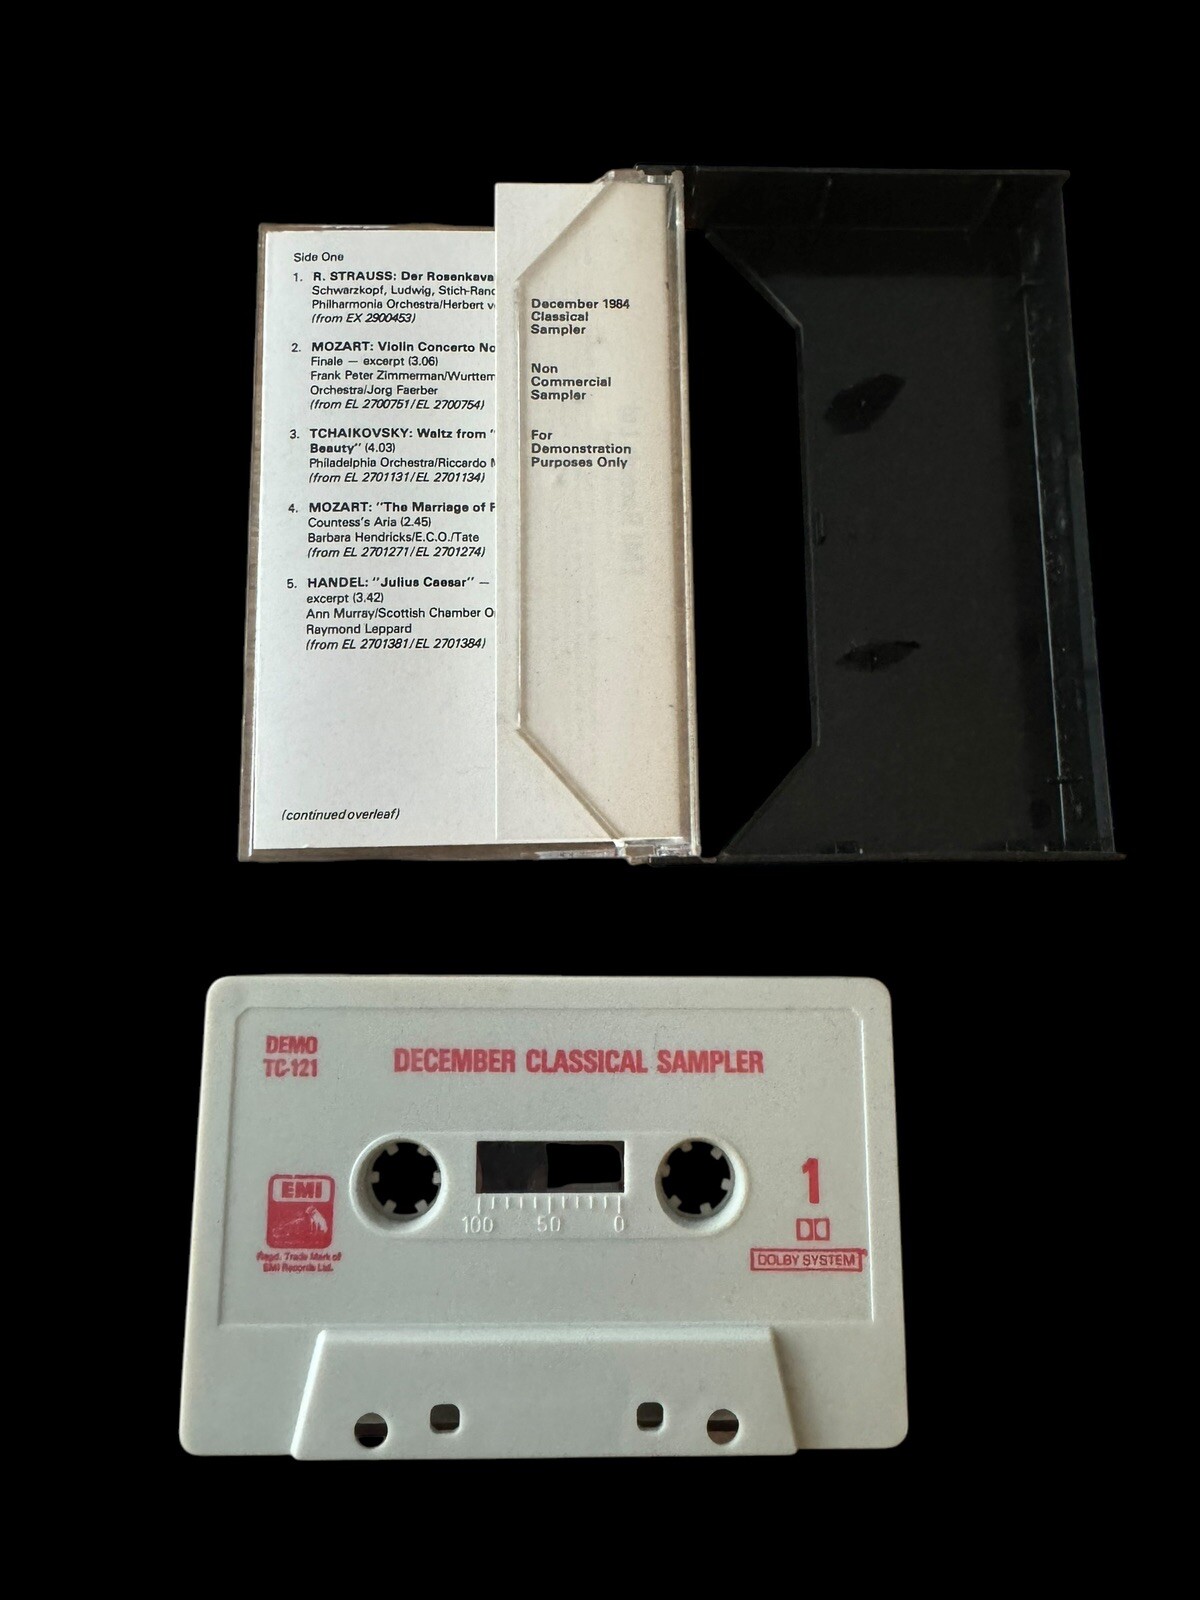 Side One
1. R. STRAUSS: Der Rosenkava
Schwarzkopf, Ludwig, Stich-Rand
Philharmonia Orchestra/Herbert v
(from EX 2900453)
2. MOZART: Violin Concerto No
Finale — excerpt (3.06)
Frank Peter Zimmerman/Wurttem
Orchestra/Jorg Faerber
(from EL 2700751/EL 2700754)
3. TCHAIKOVSKY: Waltz from "
Beauty" (4.03)
Philadelphia Orchestra/Riccardo M
(from EL 2701131/EL 2701134)
4. MOZART: "The Marriage of F
Countess's Aria (2.45)
Barbara Hendricks/E.C.O./Tate
(from EL 2701271/EL 2701274)
5. HANDEL: "Julius Caesar" —
excerpt (3.42)
Ann Murray/Scottish Chamber O
Raymond Leppard
(from EL 2701381/EL 2701384)
(continued overleaf)
December 1984
Classical
Sampler
Non
Commercial
Sampler
For
Demonstration
Purposes Only
DEMO
TC-121
DECEMBER CLASSICAL SAMPLER
EMI
Regd. Trade Mark of
EMI Records Ltd.
100 50 0
1
DOLBY SYSTEM